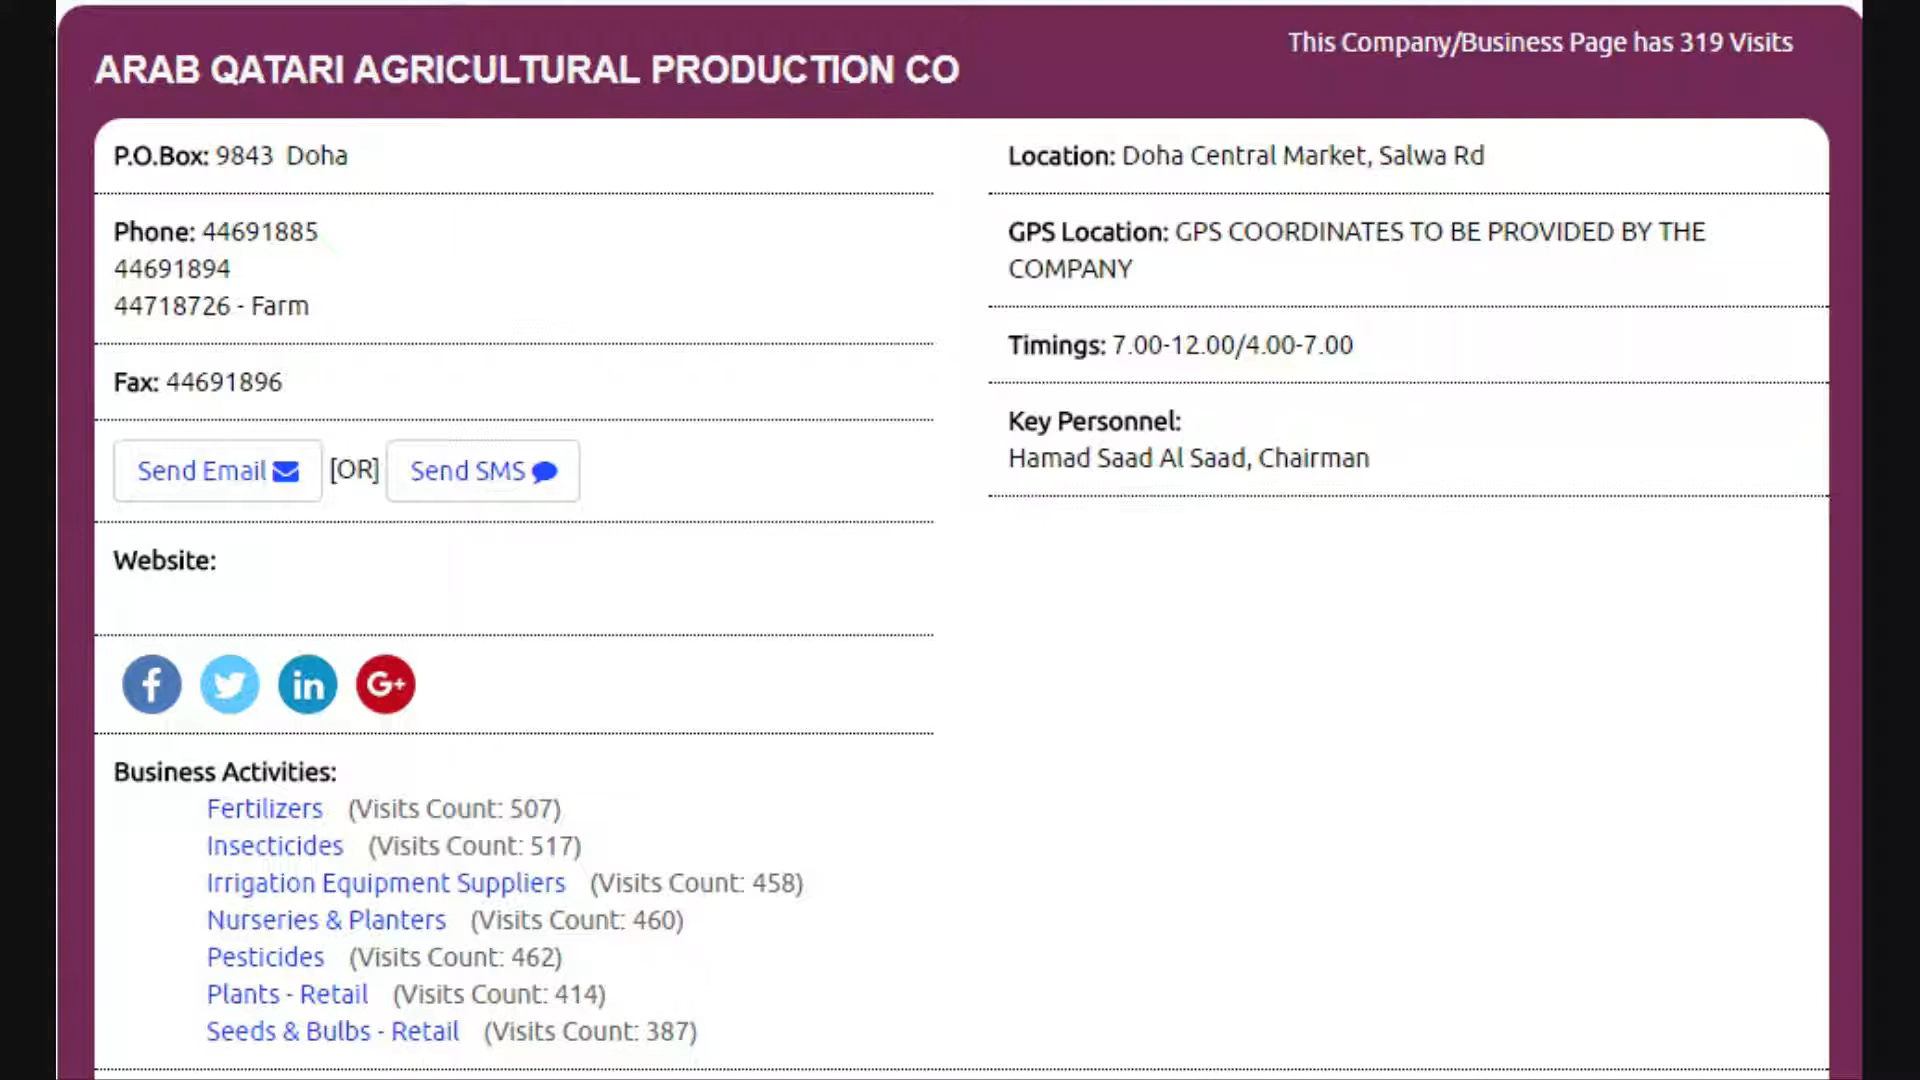 ARAB QATARI AGRICULTURAL PRODUCTION CO
This Company/Business Page has 319 Visits
P.O.Box: 9843 Doha
Phone: 44691885
44691894
44718726 - Farm
Fax: 44691896
Send Email [OR] Send SMS
Website:
f in G+
Business Activities:
Fertilizers (Visits Count: 507)
Insecticides (Visits Count: 517)
Irrigation Equipment Suppliers (Visits Count: 458)
Nurseries & Planters (Visits Count: 460)
Pesticides (Visits Count: 462)
Plants - Retail (Visits Count: 414)
Seeds & Bulbs - Retail (Visits Count: 387)
Location: Doha Central Market, Salwa Rd
GPS Location: GPS COORDINATES TO BE PROVIDED BY THE
COMPANY
Timings: 7.00-12.00/4.00-7.00
Key Personnel:
Hamad Saad Al Saad, Chairman